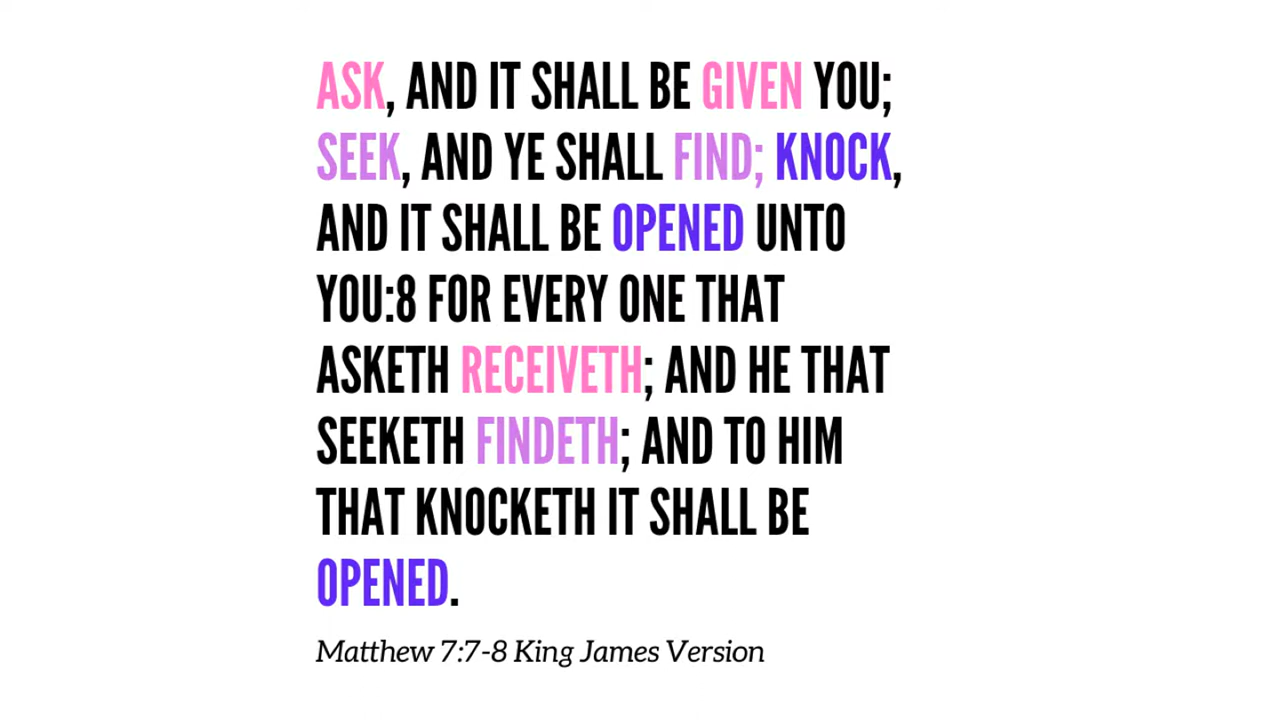 ASK, AND IT SHALL BE GIVEN YOU;
SEEK, AND YE SHALL FIND; KNOCK,
AND IT SHALL BE OPENED UNTO
YOU:8 FOR EVERY ONE THAT
ASKETH RECEIVETH; AND HE THAT
SEEKETH FINDETH; AND TO HIM
THAT KNOCKETH IT SHALL BE
OPENED.
Matthew 7:7-8 King James Version